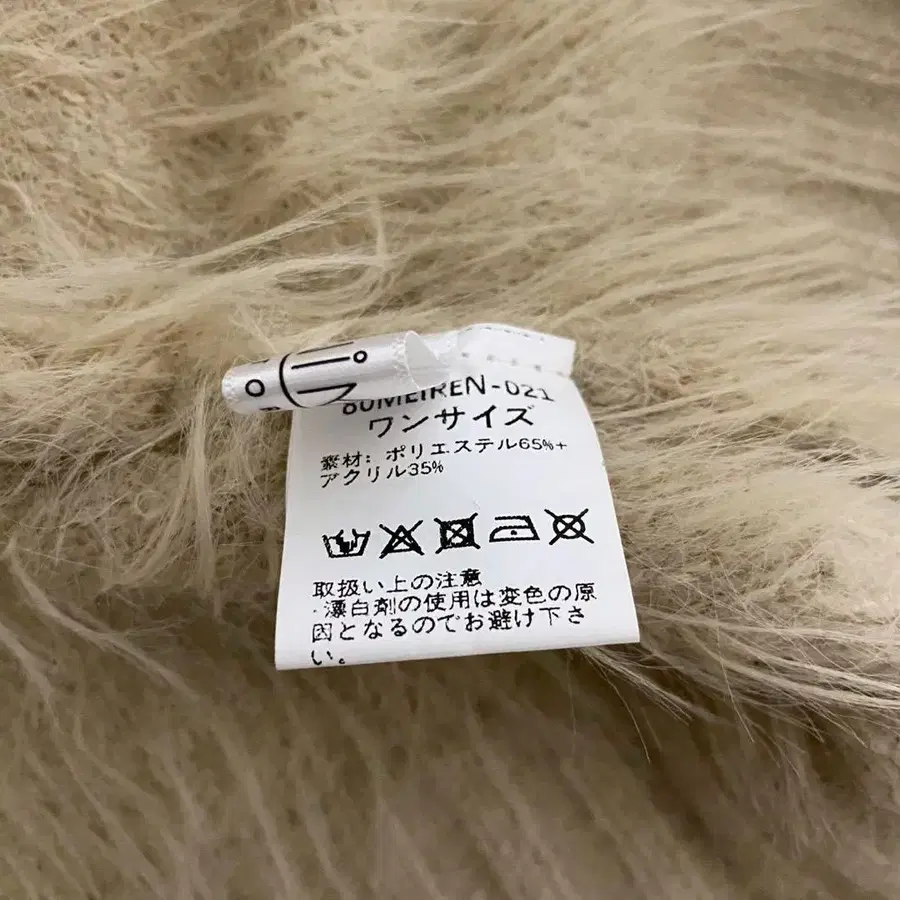 80MEIREN-021
ワンサイズ
素材: ポリエステル65%+
アクリル35%
取扱い上の注意
·漂白剤の使用は変色の原
因となるのでお避け下さ
い。